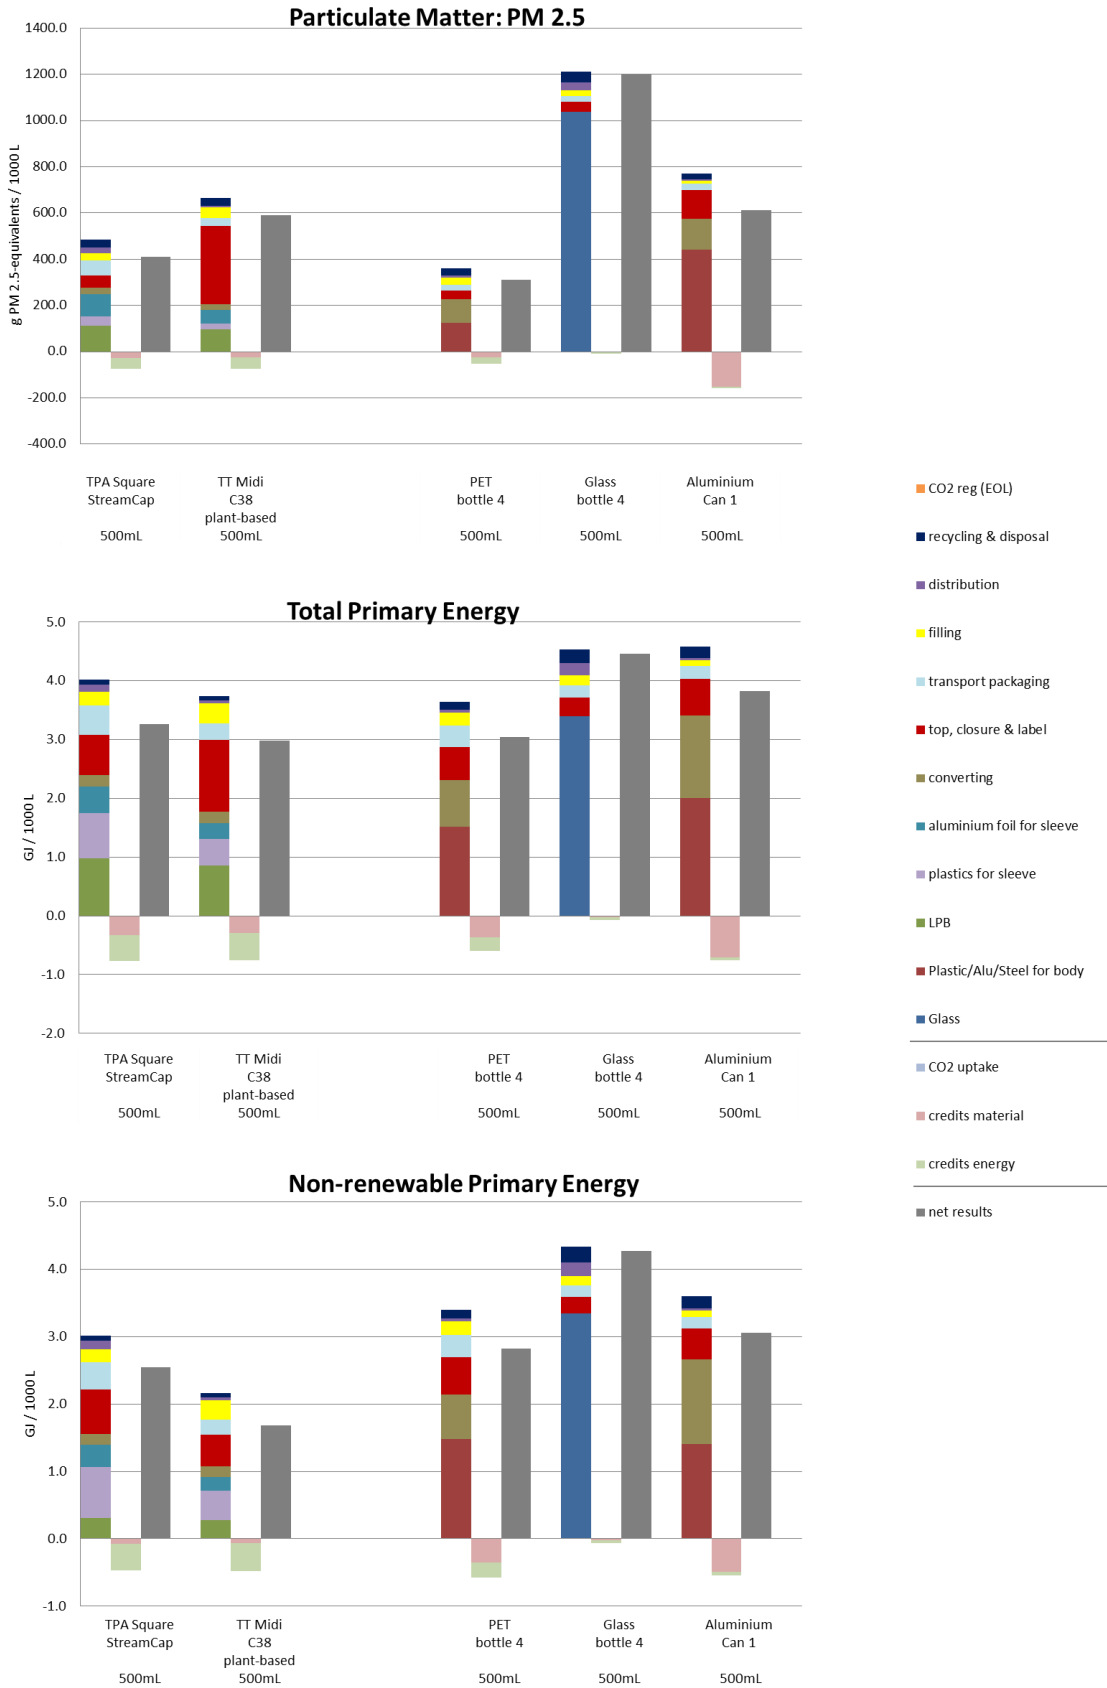 Particulate Matter: PM 2.5
g PM 2.5-equivalents / 1000 L
1400.0
1200.0
1000.0
800.0
600.0
400.0
200.0
0.0
-200.0
-400.0
TPA Square
StreamCap
500mL
TT Midi
C38
plant-based
500mL
PET
bottle 4
500mL
Glass
bottle 4
500mL
Aluminium
Can 1
500mL
Total Primary Energy
GJ / 1000 L
5.0
4.0
3.0
2.0
1.0
0.0
-1.0
-2.0
TPA Square
StreamCap
500mL
TT Midi
C38
plant-based
500mL
PET
bottle 4
500mL
Glass
bottle 4
500mL
Aluminium
Can 1
500mL
Non-renewable Primary Energy
GJ / 1000 L
5.0
4.0
3.0
2.0
1.0
0.0
-1.0
TPA Square
StreamCap
500mL
TT Midi
C38
plant-based
500mL
PET
bottle 4
500mL
Glass
bottle 4
500mL
Aluminium
Can 1
500mL
CO2 reg (EOL)
recycling & disposal
distribution
filling
transport packaging
top, closure & label
converting
aluminium foil for sleeve
plastics for sleeve
LPB
Plastic/Alu/Steel for body
Glass
CO2 uptake
credits material
credits energy
net results